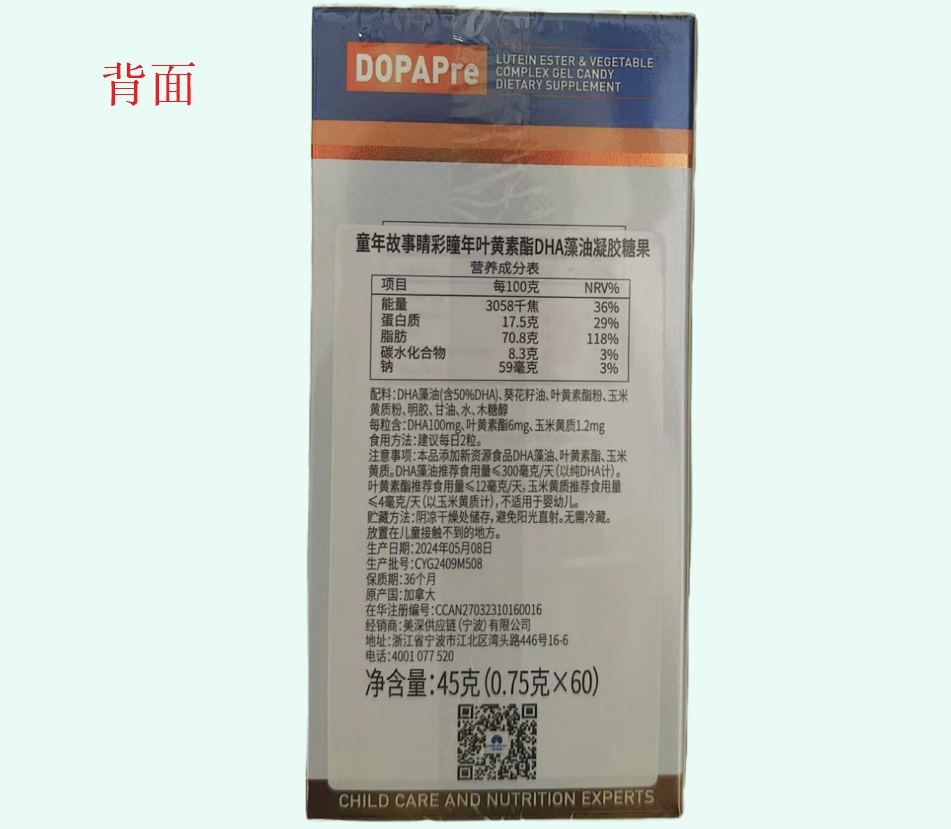 背面
DOPAPre
LUTEIN ESTER & VEGETABLE
COMPLEX GEL CANDY
DIETARY SUPPLEMENT
童年故事睛彩瞳年叶黄素酯DHA藻油凝胶糖果
营养成分表
项目 每100克 NRV%
能量 3058千焦 36%
蛋白质 17.5克 29%
脂肪 70.8克 118%
碳水化合物 8.3克 3%
钠 59毫克 3%
配料:DHA藻油(含50%DHA)、葵花籽油、叶黄素酯粉、玉米
黄质粉、明胶、甘油、水、木糖醇
每粒含:DHA100mg、叶黄素酯6mg、玉米黄质1.2mg
食用方法:建议每日2粒。
注意事项:本品添加新资源食品DHA藻油、叶黄素酯、玉米
黄质。DHA藻油推荐食用量≤300毫克/天(以纯DHA计)。
叶黄素酯推荐食用量≤12毫克/天,玉米黄质推荐食用量
≤4毫克/天(以玉米黄质计),不适用于婴幼儿。
贮藏方法:阴凉干燥处储存,避免阳光直射。无需冷藏。
放置在儿童接触不到的地方。
生产日期:2024年05月08日
生产批号:CYG2409M508
保质期:36个月
原产国:加拿大
在华注册编号:CCAN27032310160016
经销商:美深供应链(宁波)有限公司
地址:浙江省宁波市江北区湾头路446号16-6
电话:4001 077 520
净含量:45克(0.75克×60)
CHILD CARE AND NUTRITION EXPERTS